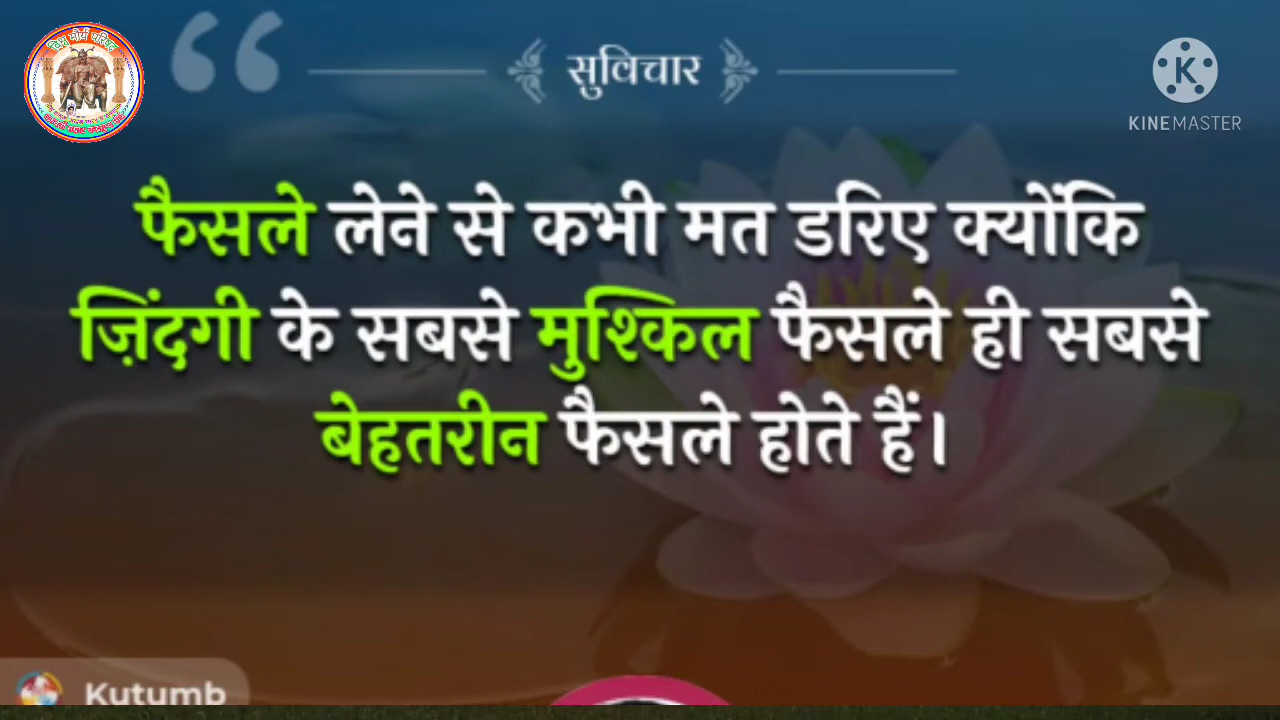 सुविचार
KINEMASTER
फैसले लेने से कभी मत डरिए क्योंकि
ज़िंदगी के सबसे मुश्किल फैसले ही सबसे
बेहतरीन फैसले होते हैं।
Kutumb